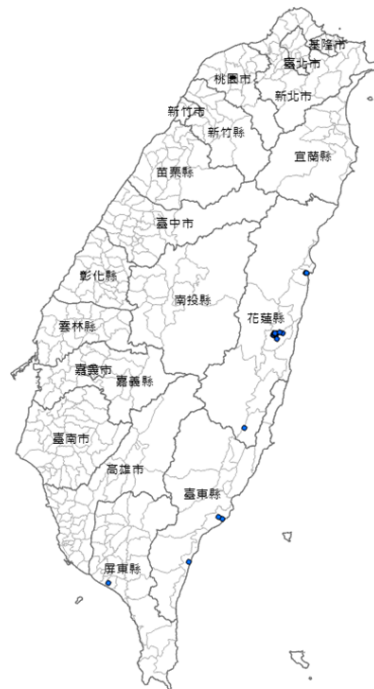 基隆市
臺北市
桃園市
新北市
新竹市
新竹縣
宜蘭縣
苗栗縣
臺中市
彰化縣
南投縣
花蓮縣
雲林縣
嘉義市
嘉義縣
臺南市
高雄市
臺東縣
屏東縣